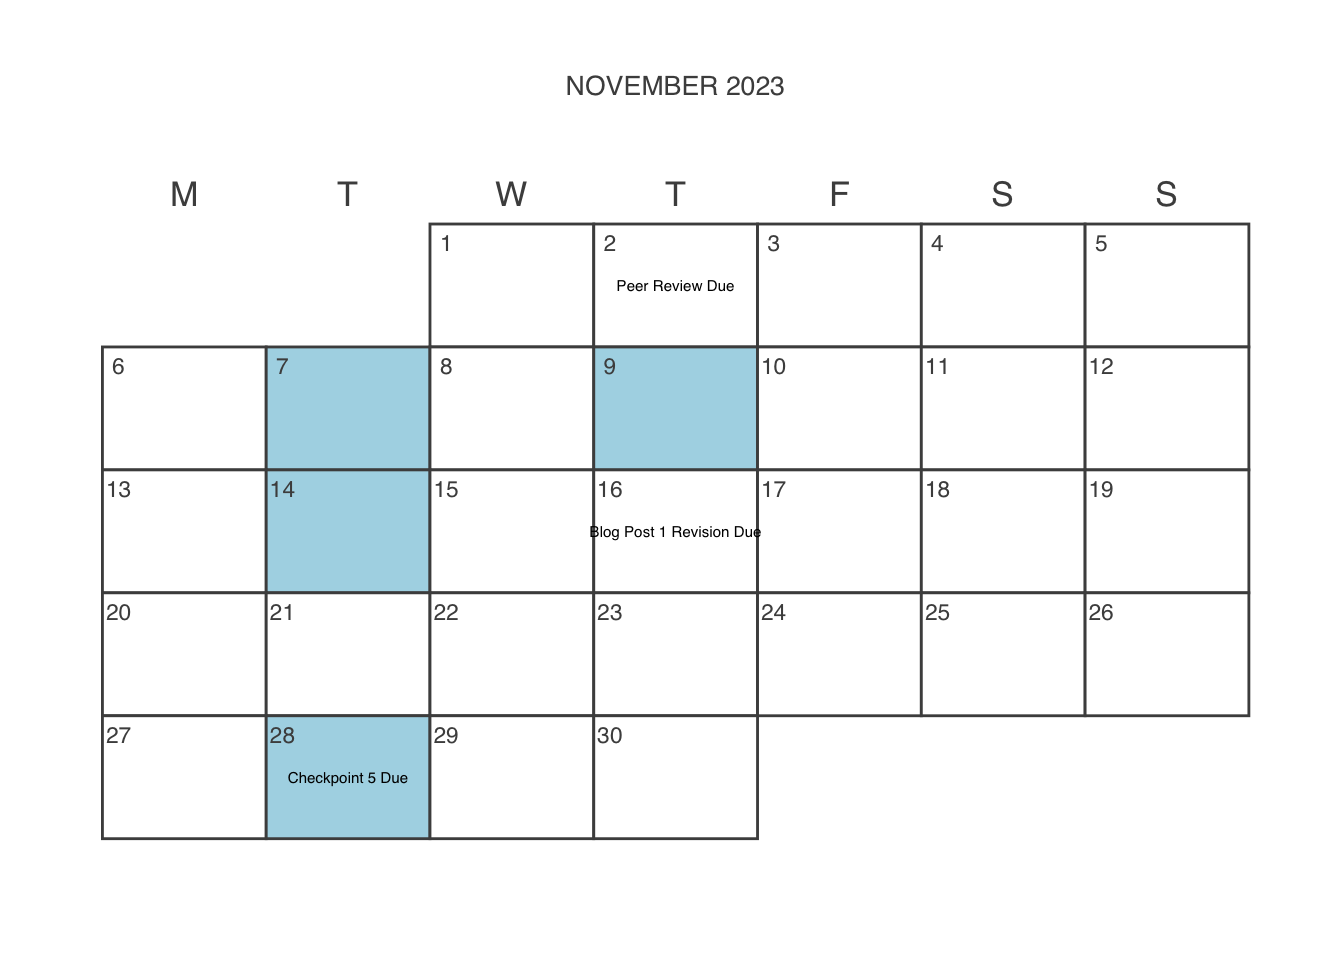 NOVEMBER 2023
M T W T F S S
1 2 3 4 5
Peer Review Due
6 7 8 9 10 11 12
13 14 15 16 17 18 19
Blog Post 1 Revision Due
20 21 22 23 24 25 26
27 28 29 30
Checkpoint 5 Due